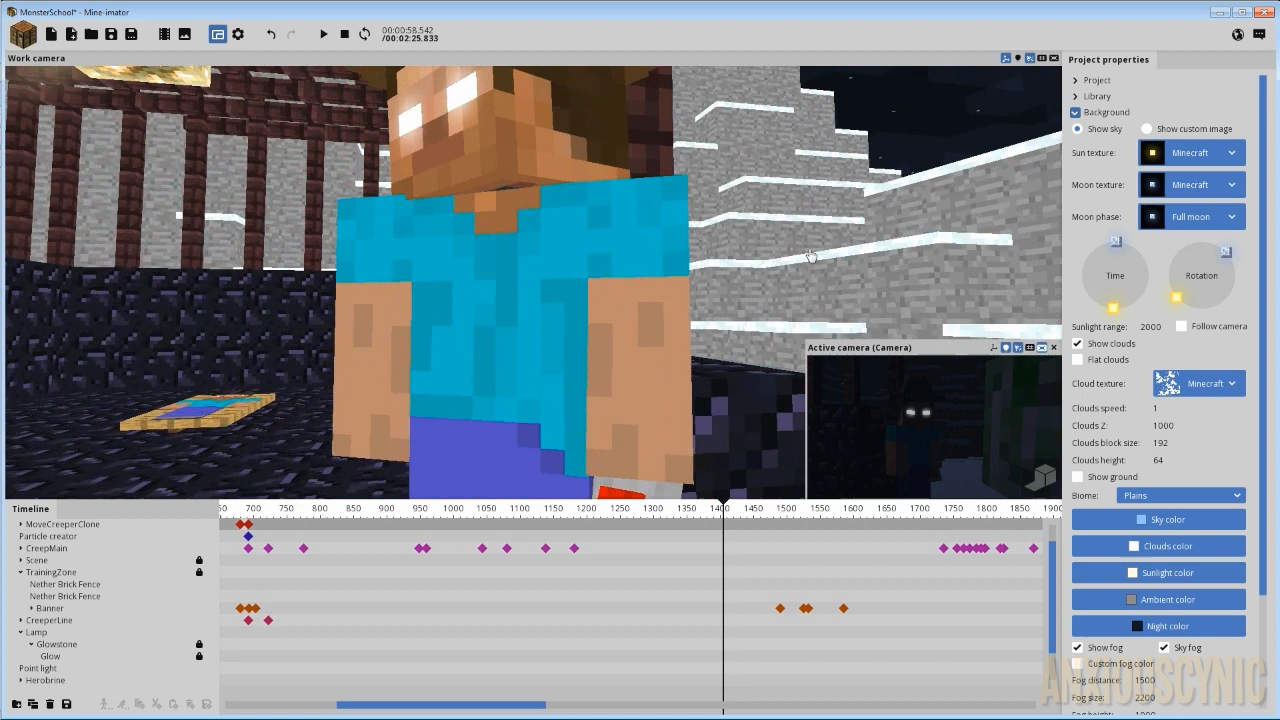 MonsterSchool* - Mine-imator
00:00:58.542
/00:02:25.833
Work camera
Active camera (Camera)
Project properties
Project
Library
Background
Show sky
Show custom image
Sun texture:
Minecraft
Moon texture:
Minecraft
Moon phase:
Full moon
Time
Rotation
Sunlight range:
2000
Follow camera
Show clouds
Flat clouds
Cloud texture:
Minecraft
Clouds speed:
1
Clouds Z:
1000
Clouds block size:
192
Clouds height:
64
Show ground
Biome:
Plains
Sky color
Clouds color
Sunlight color
Ambient color
Night color
Show fog
Sky fog
Custom fog color
Fog distance:
1500
Fog size:
2200
Timeline
50 700 750 800 850 900 950 1000 1050 1100 1150 1200 1250 1300 1350 1400 1450 1500 1550 1600 1650 1700 1750 1800 1850 1900
MoveCreeperClone
Particle creator
CreepMain
Scene
TrainingZone
Nether Brick Fence
Nether Brick Fence
Banner
CreeperLine
Lamp
Glowstone
Glow
Point light
Herobrine